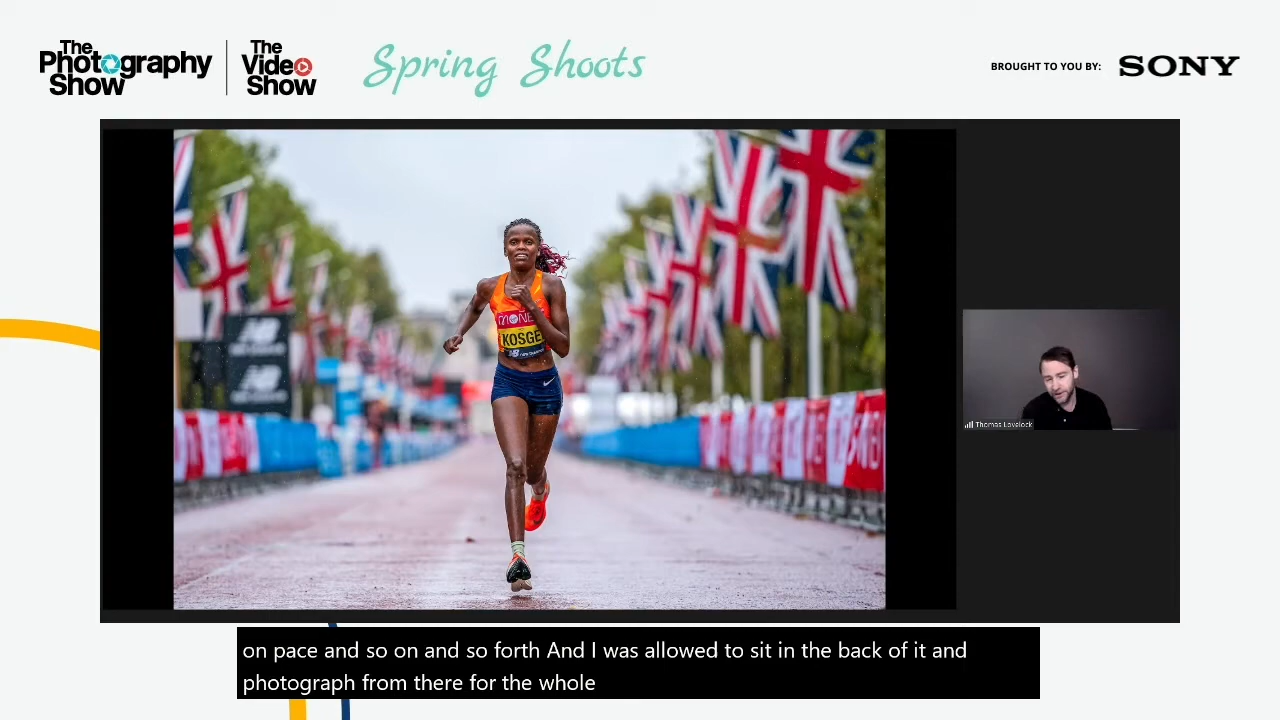 The
Photography
Show
The
Video
Show
Spring Shoots
BROUGHT TO YOU BY: SONY
MONE
KOSGE
Thomas Lovelock
on pace and so on and so forth And I was allowed to sit in the back of it and
photograph from there for the whole